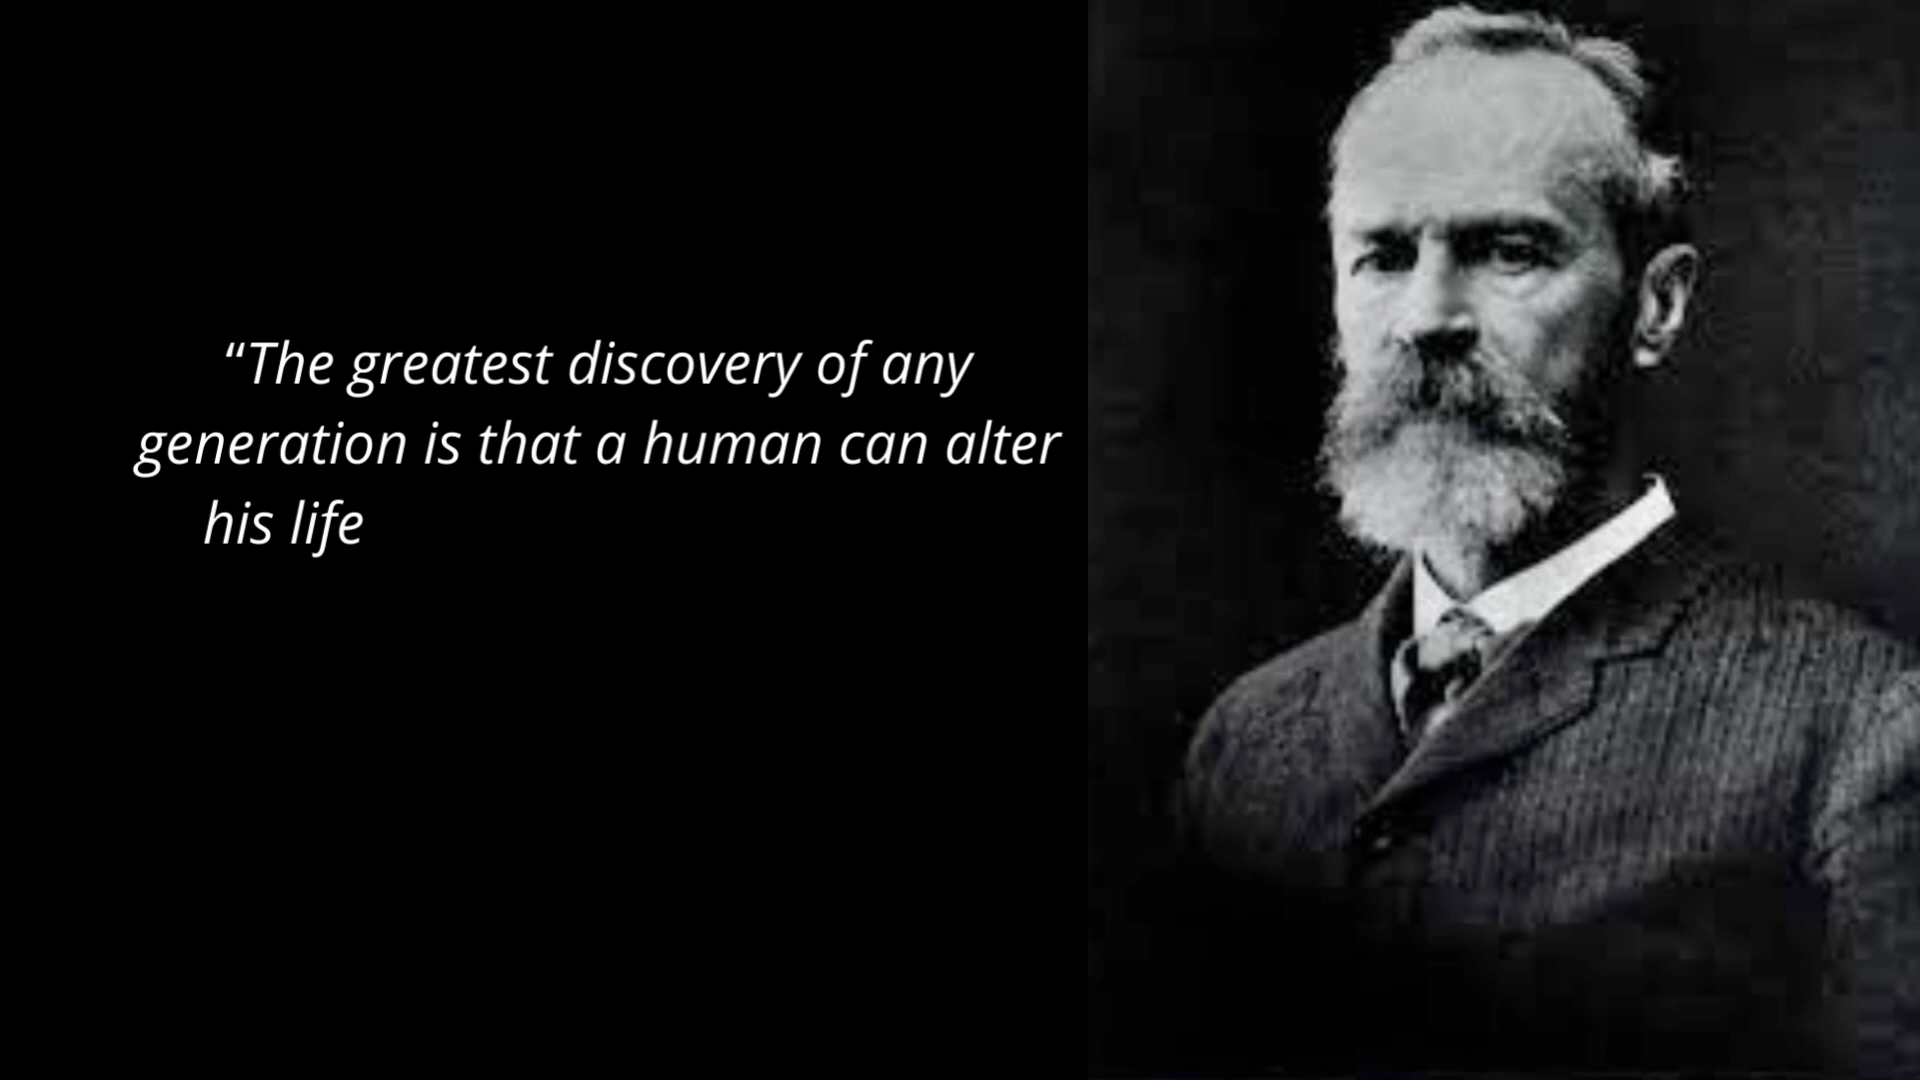 “The greatest discovery of any
generation is that a human can alter
his life